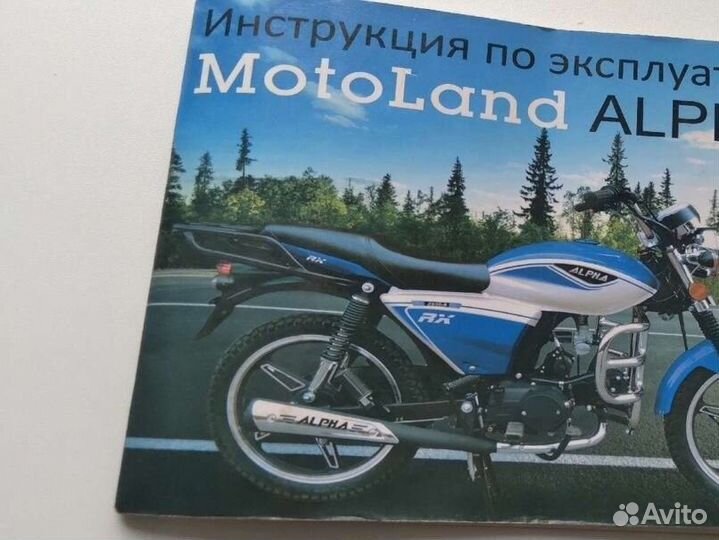 Инструкция по эксплуат
MotoLand ALPH
RX
ALPHA
RX
ALPHA
Avito